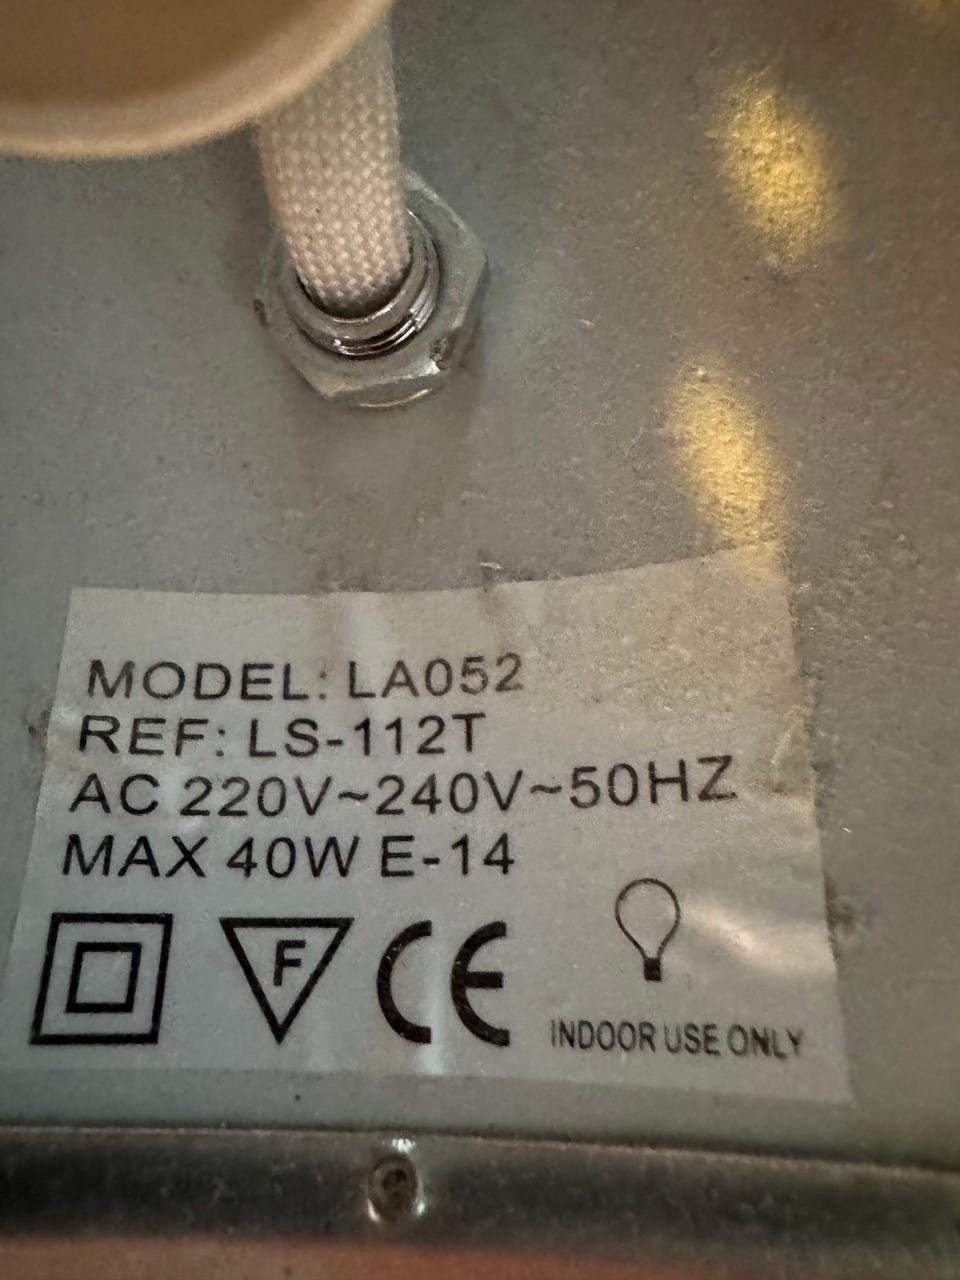 MODEL: LA052
REF: LS-112T
AC 220V~240V~50HZ
MAX 40W E-14
F CE
INDOOR USE ONLY